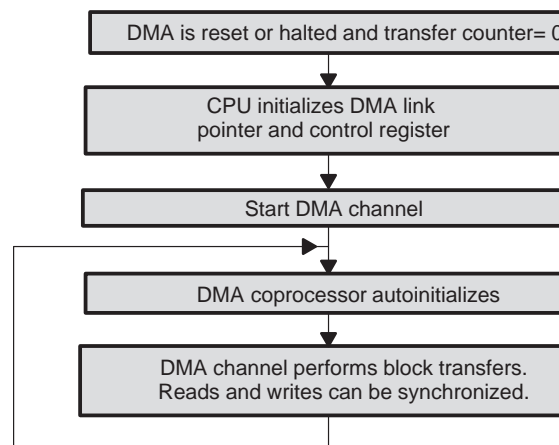 DMA is reset or halted and transfer counter= 0
CPU initializes DMA link
pointer and control register
Start DMA channel
DMA coprocessor autoinitializes
DMA channel performs block transfers.
Reads and writes can be synchronized.